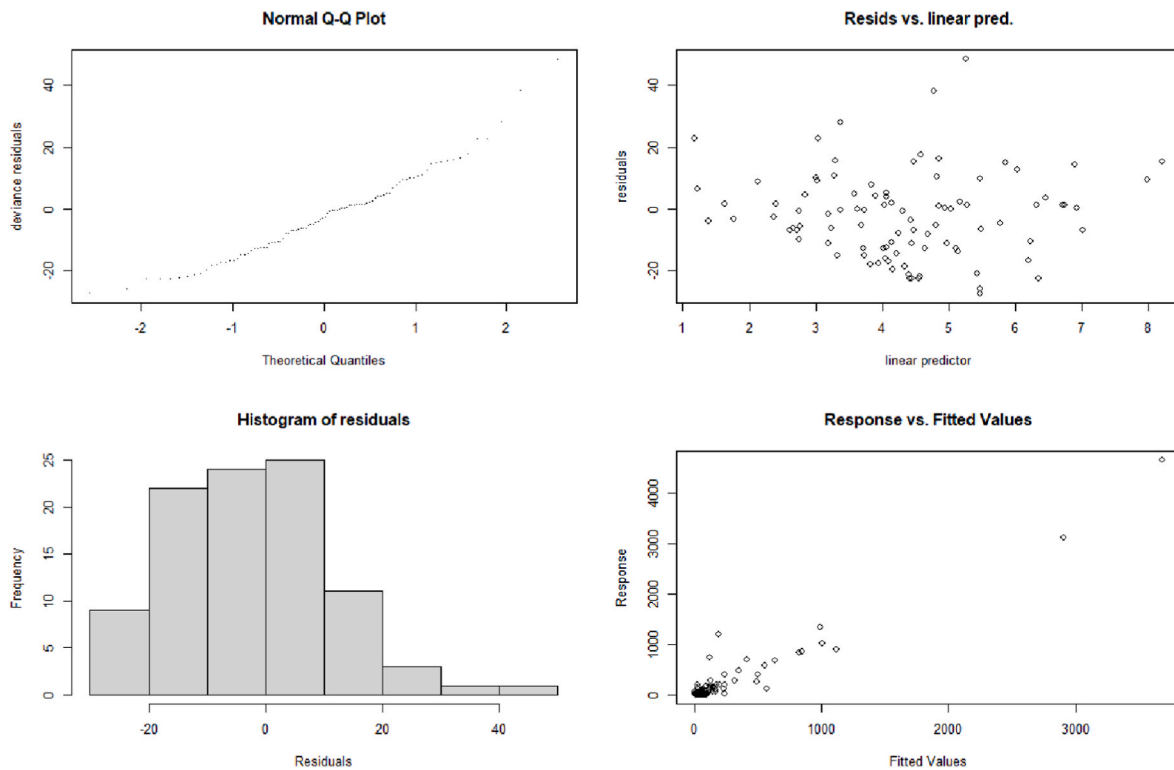 Normal Q-Q Plot
deviance residuals
-20 0 20 40
-2 -1 0 1 2
Theoretical Quantiles
Resids vs. linear pred.
residuals
-20 0 20 40
1 2 3 4 5 6 7 8
linear predictor
Histogram of residuals
Frequency
0 5 10 15 20 25
-20 0 20 40
Residuals
Response vs. Fitted Values
Response
0 1000 2000 3000 4000
0 1000 2000 3000
Fitted Values